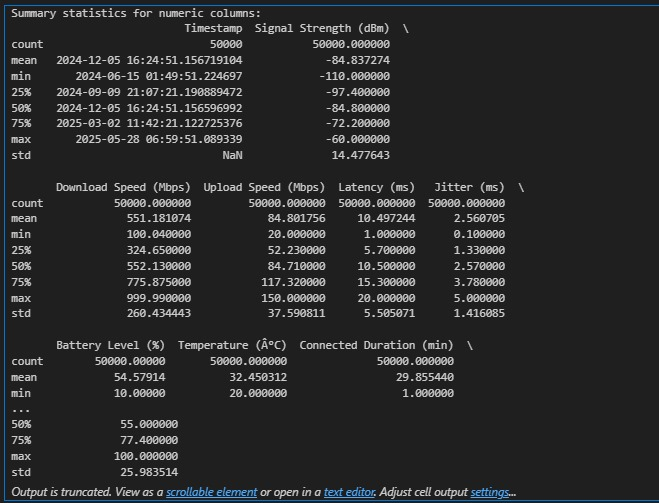 Summary statistics for numeric columns:
Timestamp  Signal Strength (dBm)  \
count                          50000           50000.000000
mean   2024-12-05 16:24:51.156719104             -84.837274
min       2024-06-15 01:49:51.224697            -110.000000
25%    2024-09-09 21:07:21.190889472             -97.400000
50%    2024-12-05 16:24:51.156596992             -84.800000
75%    2025-03-02 11:42:21.122725376             -72.200000
max       2025-05-28 06:59:51.089339             -60.000000
std                              NaN              14.477643
Download Speed (Mbps)  Upload Speed (Mbps)  Latency (ms)   Jitter (ms)  \
count           50000.000000         50000.000000  50000.000000  50000.000000
mean              551.181074            84.801756     10.497244      2.560705
min               100.040000            20.000000      1.000000      0.100000
25%               324.650000            52.230000      5.700000      1.330000
50%               552.130000            84.710000     10.500000      2.570000
75%               775.875000           117.320000     15.300000      3.780000
max               999.990000           150.000000     20.000000      5.000000
std               260.434443            37.590811      5.505071      1.416085
Battery Level (%)  Temperature (Â°C)  Connected Duration (min)  \
count        50000.00000       50000.000000              50000.000000
mean            54.57914          32.450312                 29.855440
min             10.00000          20.000000                  1.000000
...
50%             55.000000
75%             77.400000
max            100.000000
std             25.983514
Output is truncated. View as a scrollable element or open in a text editor. Adjust cell output settings...